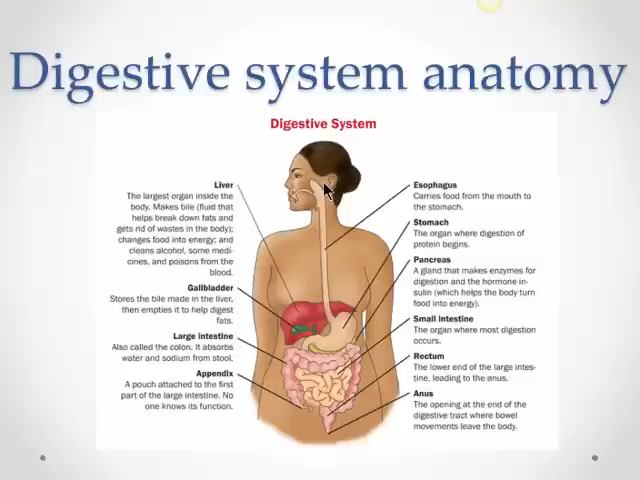 Digestive system anatomy
Digestive System
Liver
The largest organ inside the
body. Makes bile (fluid that
helps break down fats and
gets rid of wastes in the body);
changes food into energy; and
cleans alcohol, some medi-
cines, and poisons from the
blood.
Gallbladder
Stores the bile made in the liver,
then empties it to help digest
fats.
Large intestine
Also called the colon. It absorbs
water and sodium from stool.
Appendix
A pouch attached to the first
part of the large intestine. No
one knows its function.
Esophagus
Carries food from the mouth to
the stomach.
Stomach
The organ where digestion of
protein begins.
Pancreas
A gland that makes enzymes for
digestion and the hormone in-
sulin (which helps the body turn
food into energy).
Small intestine
The organ where most digestion
occurs.
Rectum
The lower end of the large intes-
tine, leading to the anus.
Anus
The opening at the end of the
digestive tract where bowel
movements leave the body.